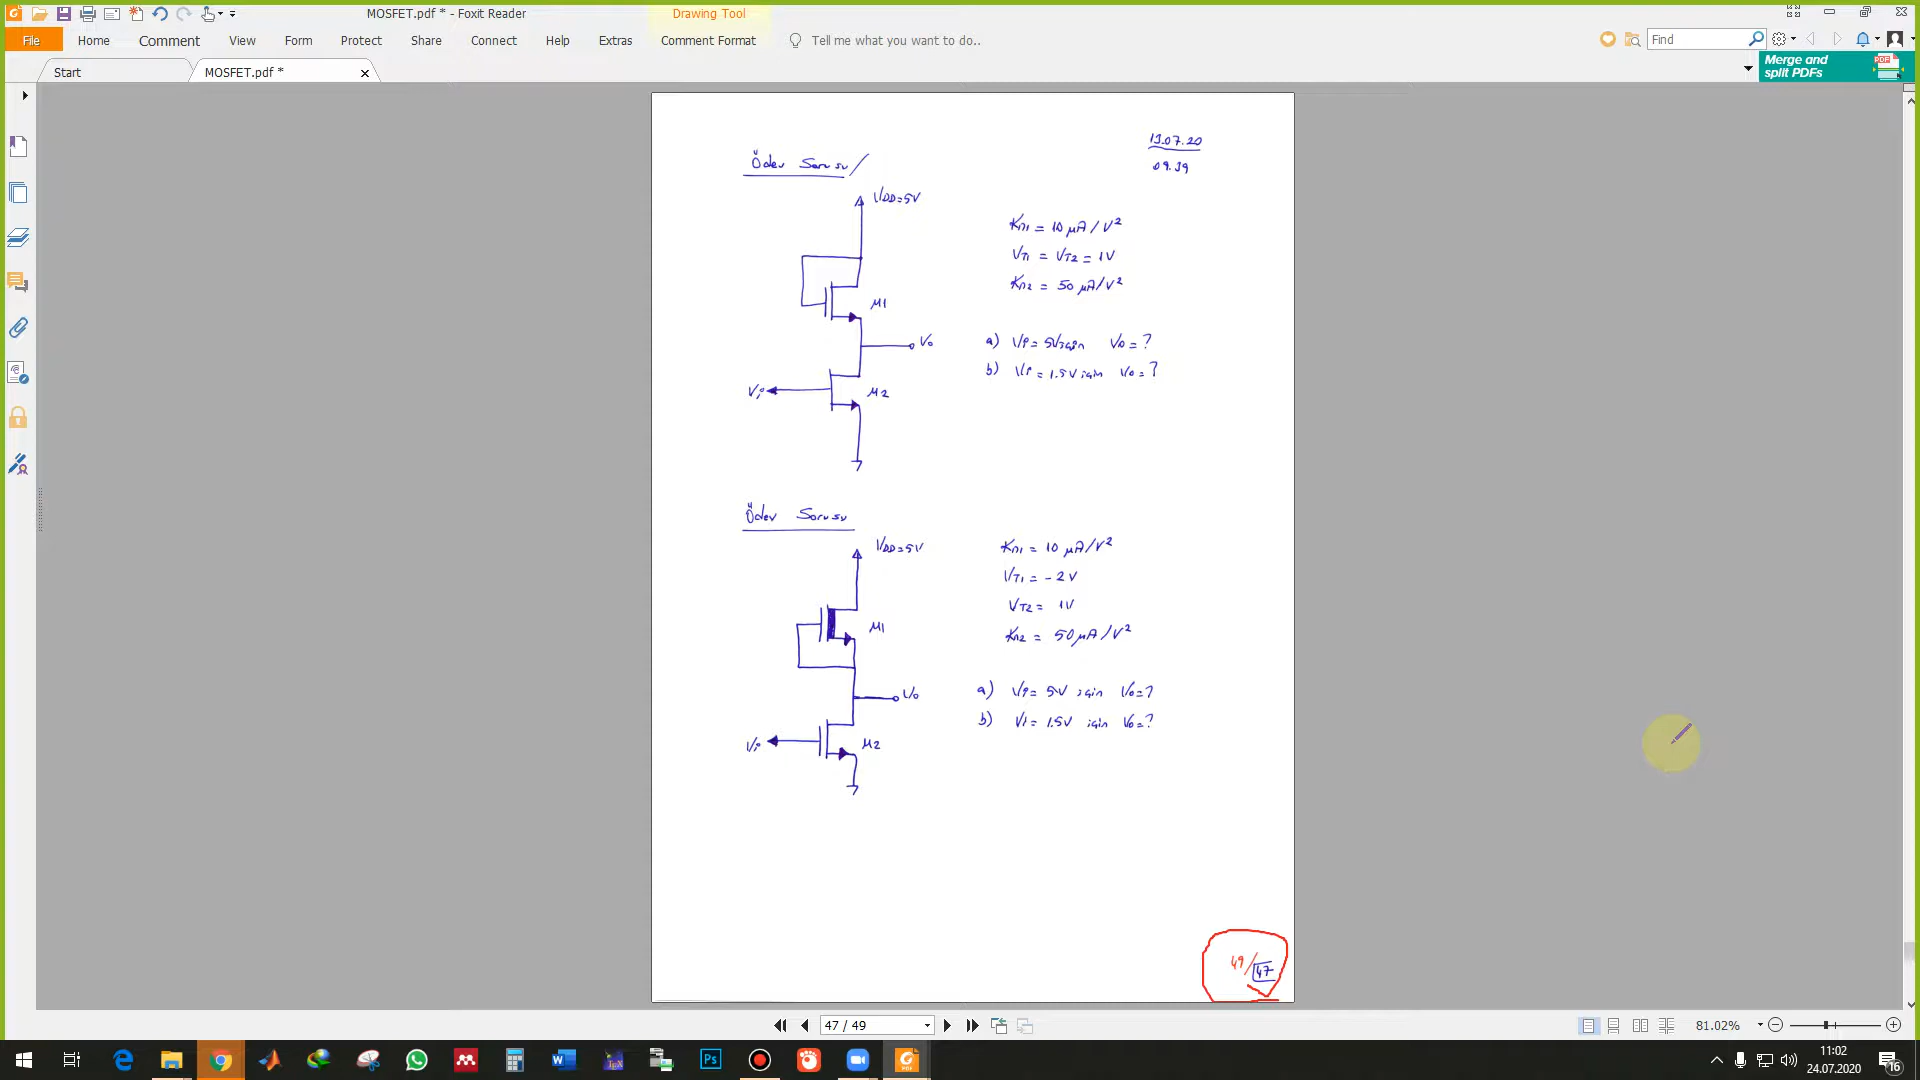 MOSFET.pdf * - Foxit Reader
Drawing Tool
File Home Comment View Form Protect Share Connect Help Extras Comment Format Tell me what you want to do..
Find
Start
MOSFET.pdf *
Merge and
split PDFs
PDF
13.07.20
09.39
Ödev Sorusu/
VDD=5V
Kn1 = 10 μA/V²
VT1 = VT2 = 1V
Kn2 = 50 μA/V²
M1
Vo
a) Vi = 5V için Vo = ?
b) Vi = 1.5V için Vo = ?
Vi
M2
Ödev Sorusu
VDD=5V
Kn1 = 10 μA/V²
VT1 = -2V
VT2 = 1V
Kn2 = 50 μA/V²
M1
Vo
a) Vi = 5V için Vo = ?
b) Vi = 1.5V için Vo = ?
Vi
M2
49/47
47 / 49
81.02%
11:02
24.07.2020
16